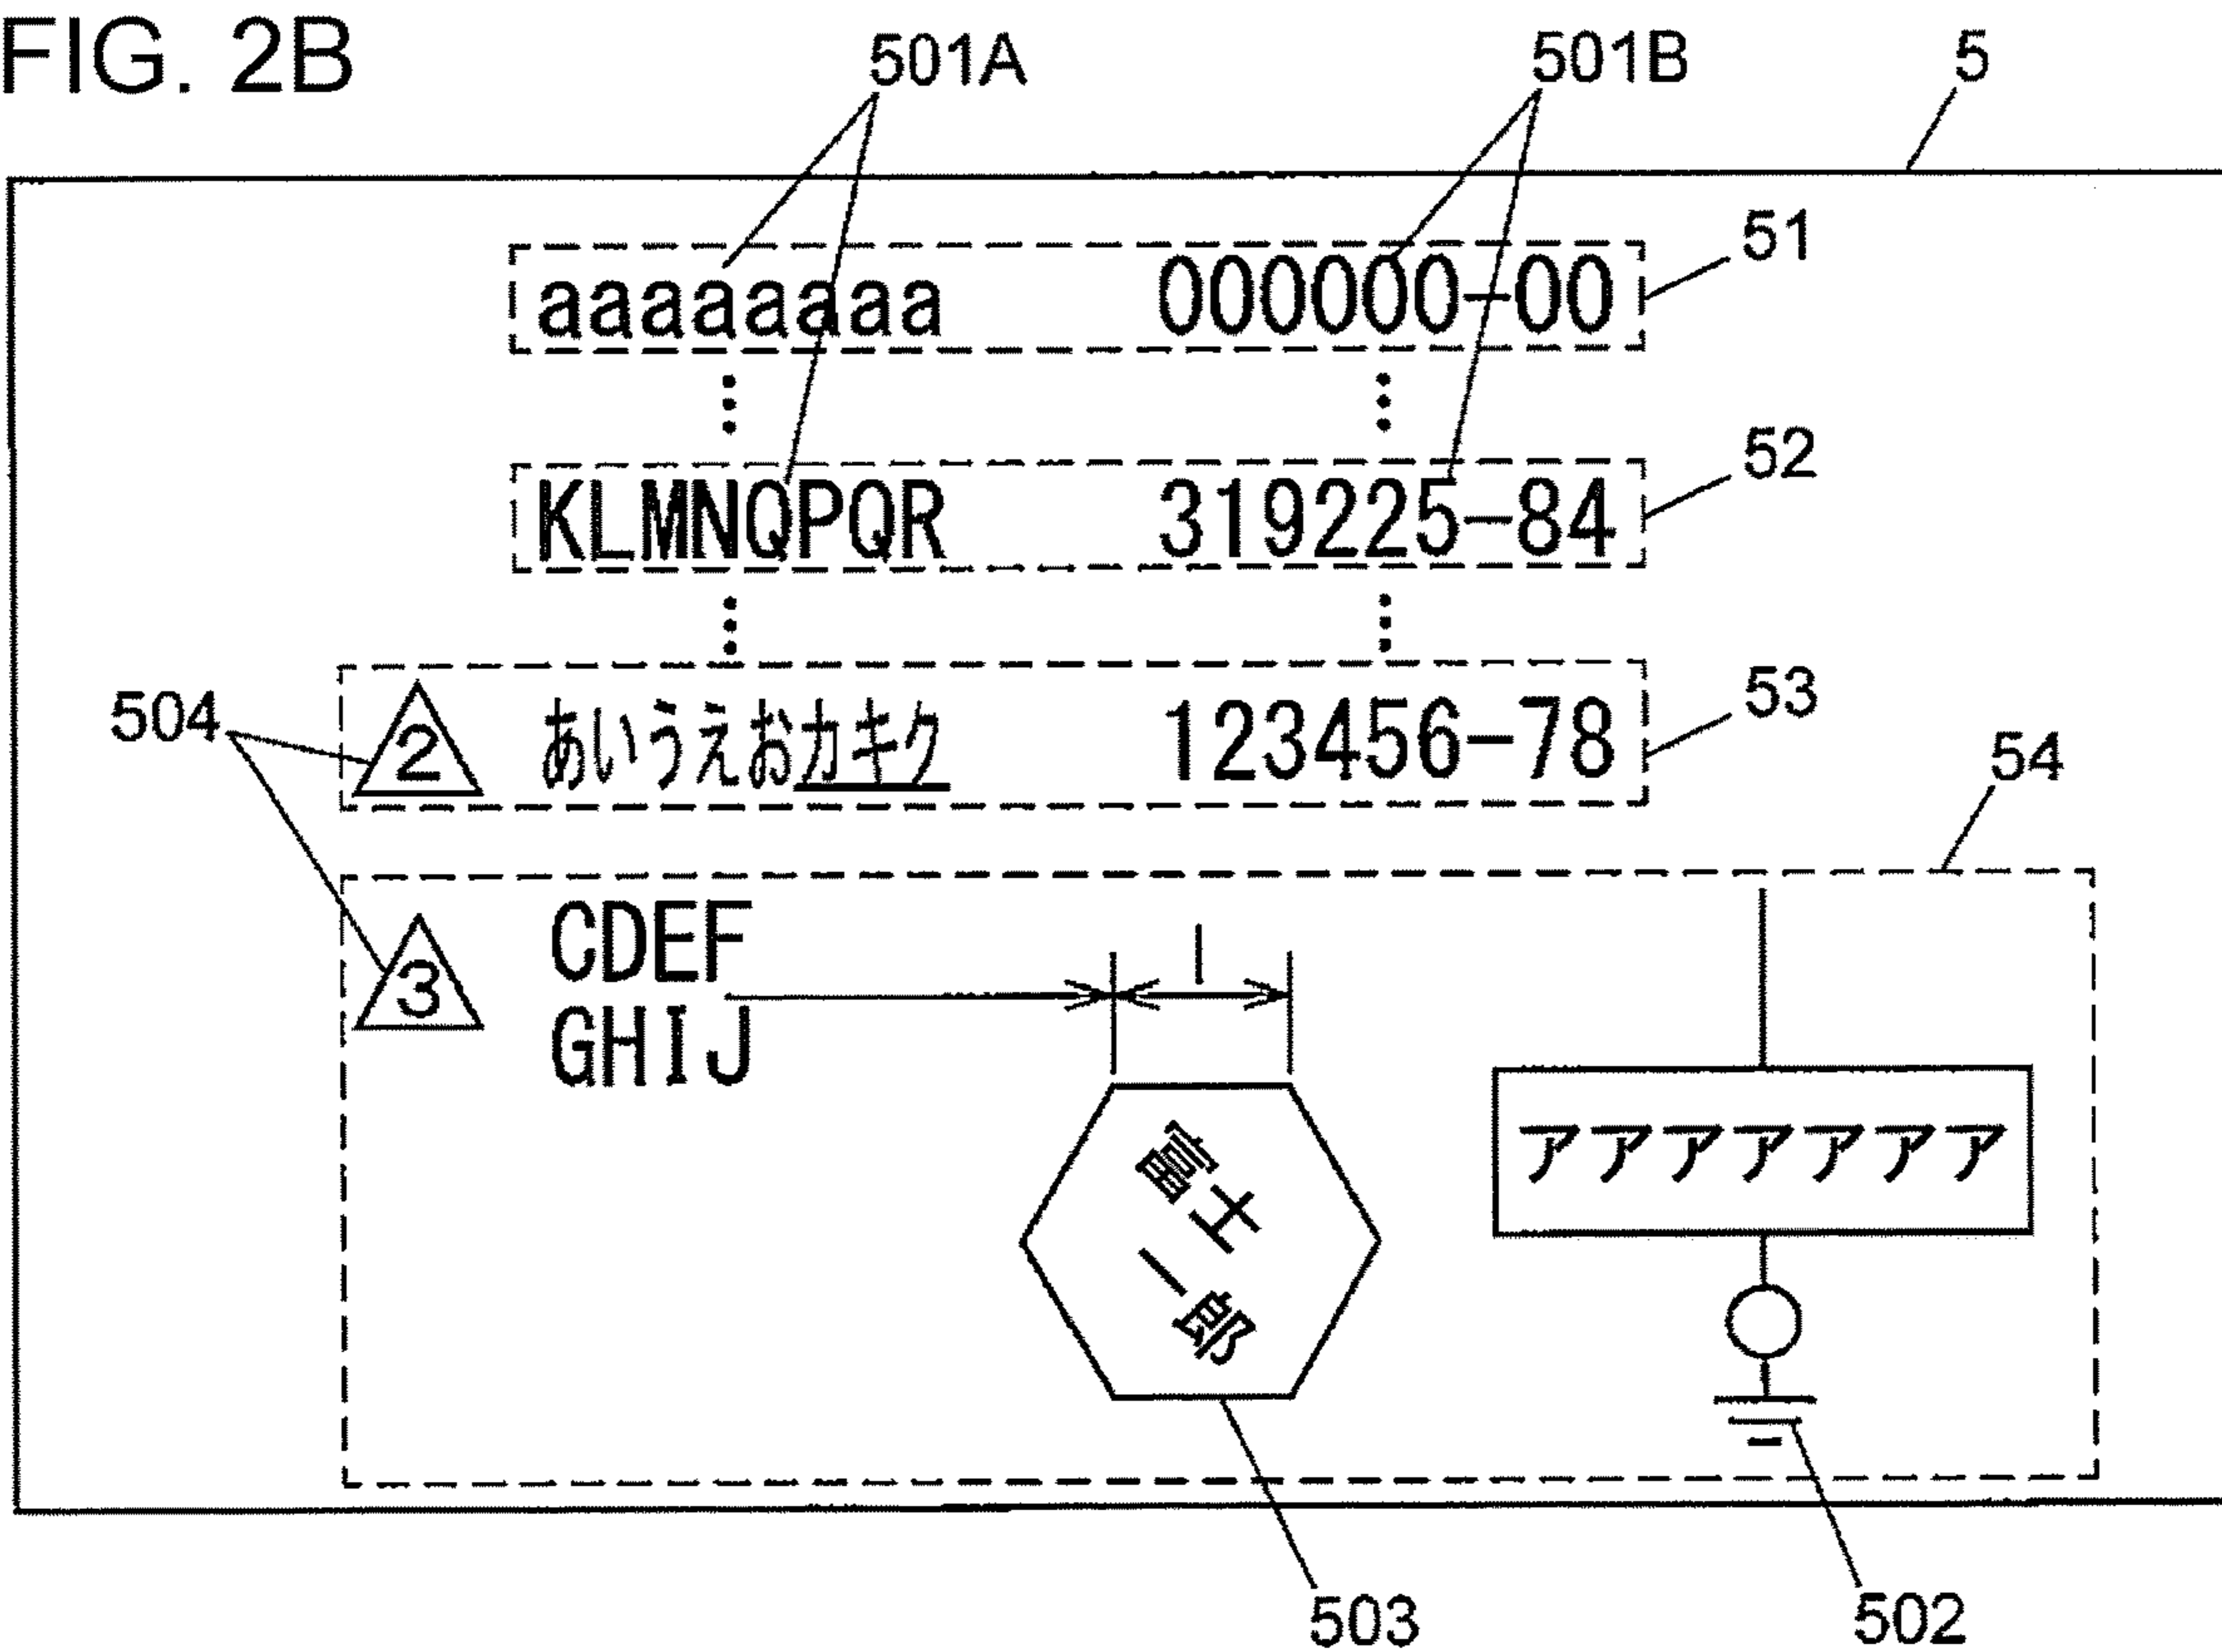 FIG. 2B
501A
501B
5
aaaaaaaa 000000-00
51
KLMNQPQR 319225-84
52
504
2 あいうえおカキク 123456-78
53
54
3
CDEF
GHIJ
l
富士一郎
アアアアアアア
503
502